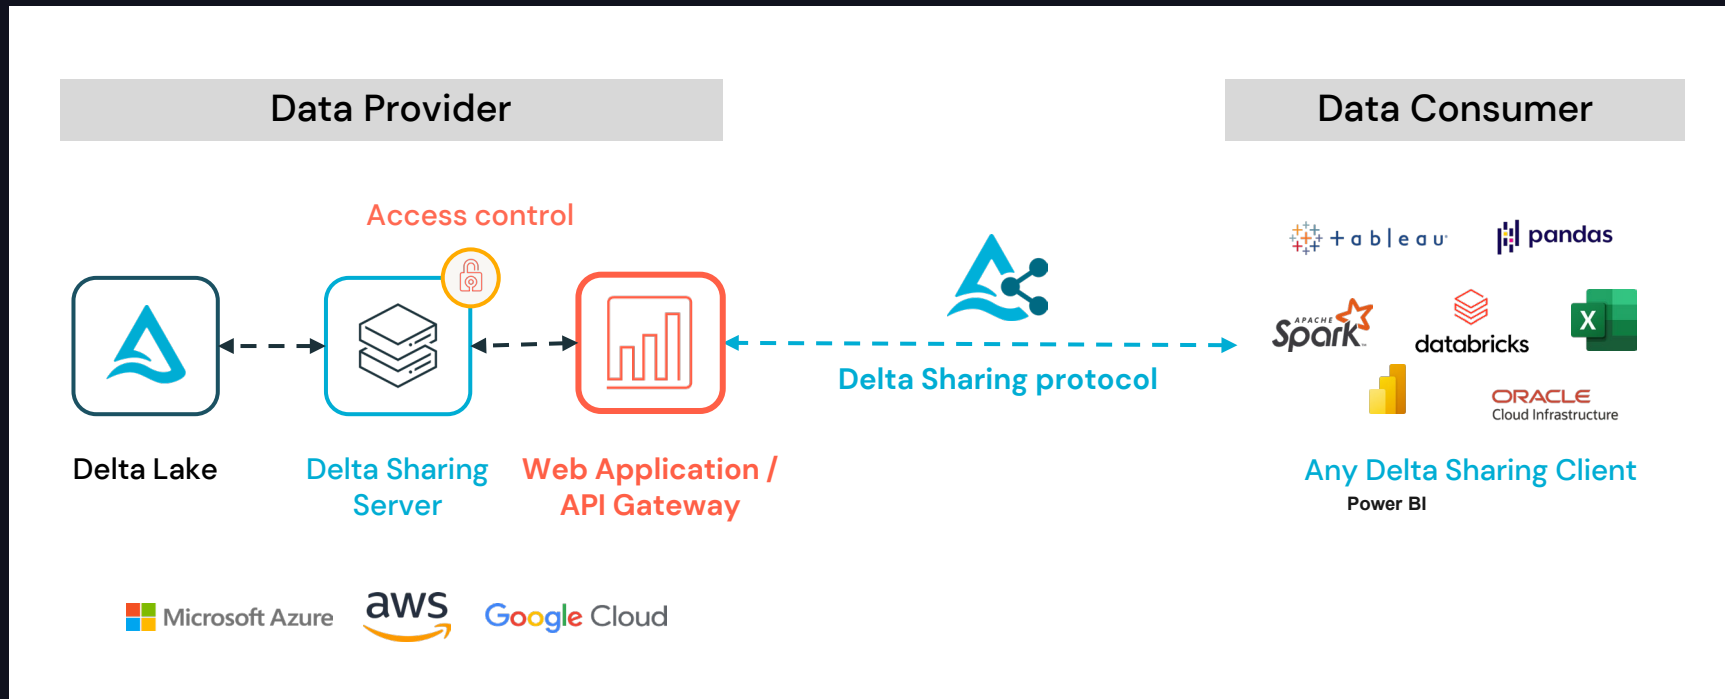 Data Provider
Data Consumer
Access control
+ableau
pandas
APACHE
Spark
databricks
X
ORACLE
Cloud Infrastructure
Delta Sharing protocol
Delta Lake
Delta Sharing
Server
Web Application /
API Gateway
Any Delta Sharing Client
Power BI
Microsoft Azure
aws
Google Cloud